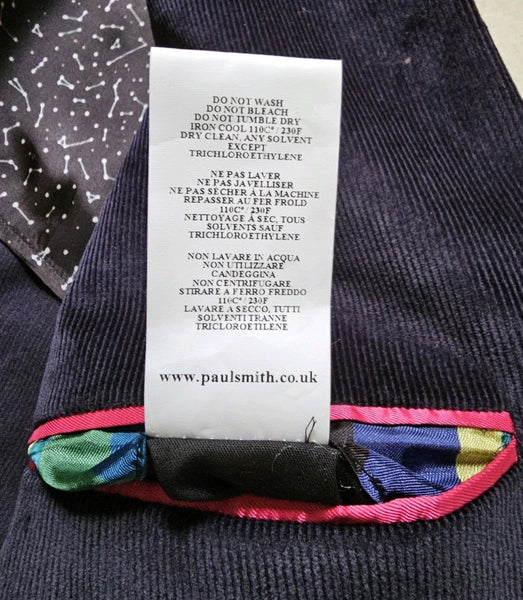 DO NOT WASH
DO NOT BLEACH
DO NOT TUMBLE DRY
IRON COOL 110C°/230F
DRY CLEAN, ANY SOLVENT
EXCEPT
TRICHLOROETHYLENE
NE PAS LAVER
NE PAS JAVELLISER
NE PAS SÈCHER À LA MACHINE
REPASSER AU FER FROLD
110C°/230F
NETTOYAGE À SEC, TOUS
SOLVENTS SAUF
TRICHLOROETHYLENE
NON LAVARE IN ACQUA
NON UTILIZZARE
CANDEGGINA
NON CENTRIFUGARE
STIRARE A FERRO FREDDO
110C°/230F
LAVARE A SECCO, TUTTI
SOLVENTI TRANNE
TRICLOROETILENE
www.paulsmith.co.uk